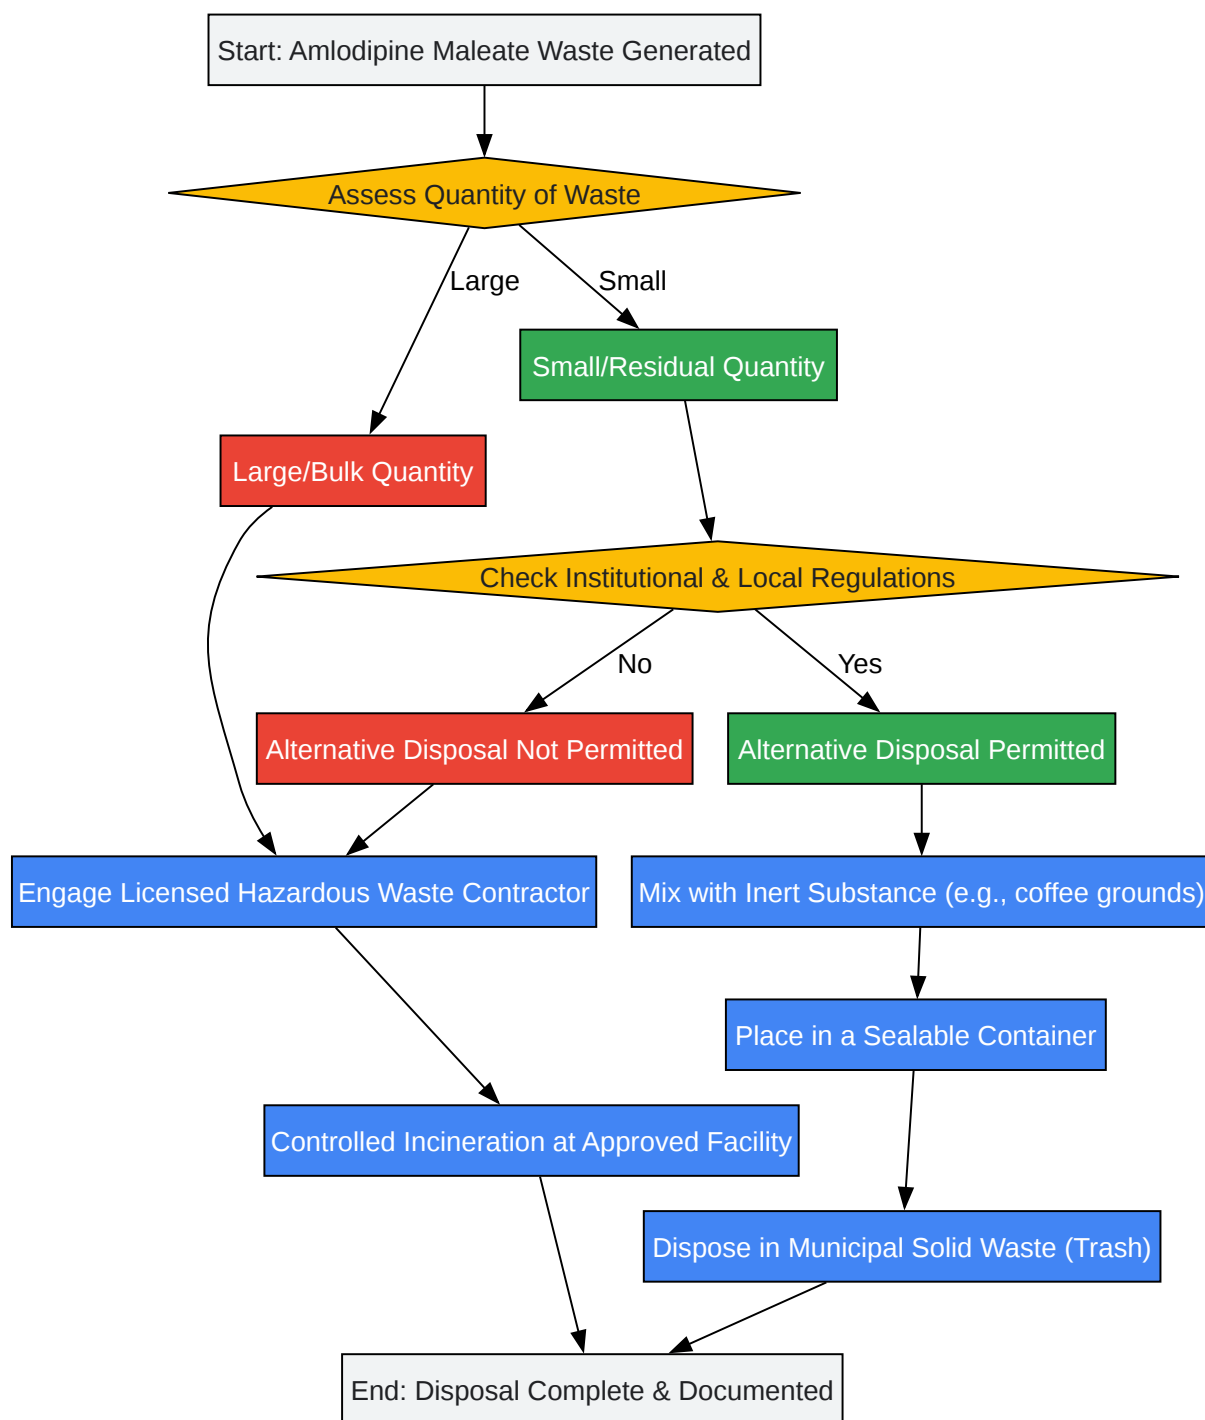 Start: Amlodipine Maleate Waste Generated
Assess Quantity of Waste
Large
Small
Small/Residual Quantity
Large/Bulk Quantity
Check Institutional & Local Regulations
No
Yes
Alternative Disposal Not Permitted
Alternative Disposal Permitted
Engage Licensed Hazardous Waste Contractor
Mix with Inert Substance (e.g., coffee grounds)
Place in a Sealable Container
Controlled Incineration at Approved Facility
Dispose in Municipal Solid Waste (Trash)
End: Disposal Complete & Documented